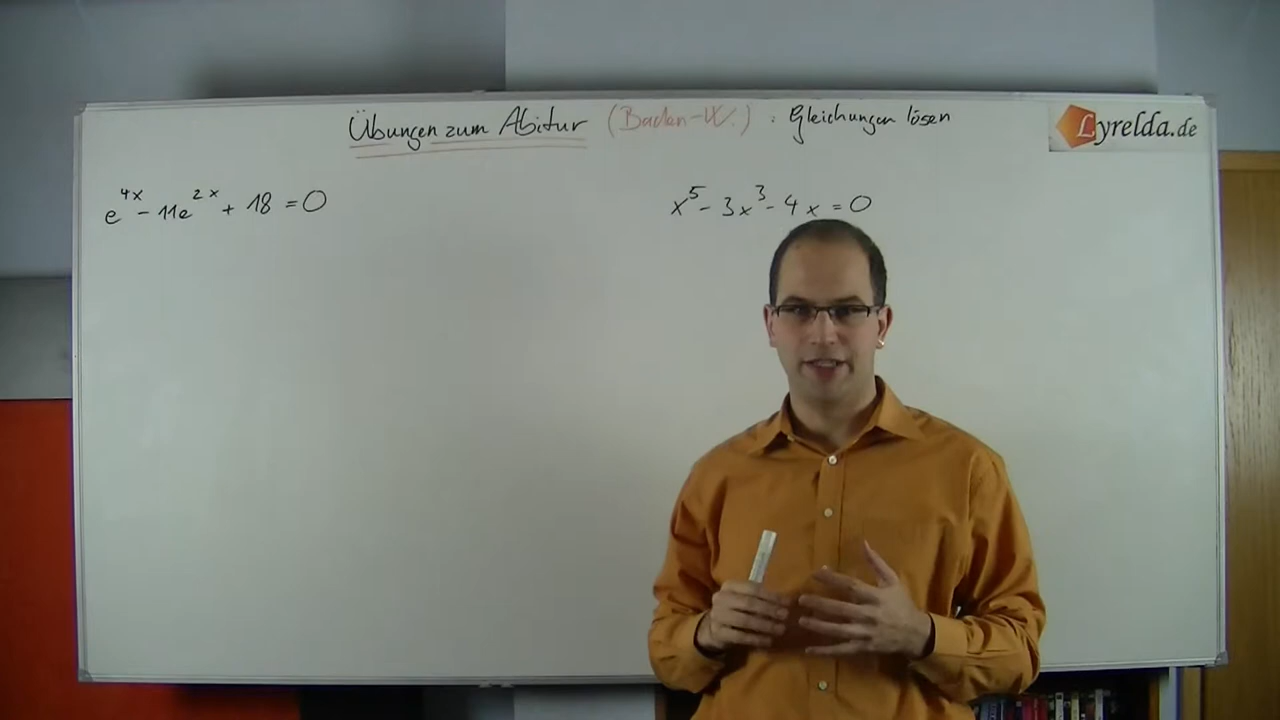 Übungen zum Abitur (Baden-W.): Gleichungen lösen
Lyrelda.de
e^{4x} - 11e^{2x} + 18 = 0
x^5 - 3x^3 - 4x = 0